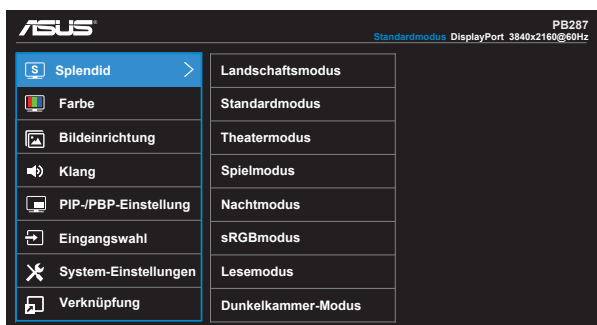 ASUS
PB287
Standardmodus DisplayPort 3840x2160@60Hz
S Splendid
Farbe
Bildeinrichtung
Klang
PIP-/PBP-Einstellung
Eingangswahl
System-Einstellungen
Verknüpfung
Landschaftsmodus
Standardmodus
Theatermodus
Spielmodus
Nachtmodus
sRGBmodus
Lesemodus
Dunkelkammer-Modus